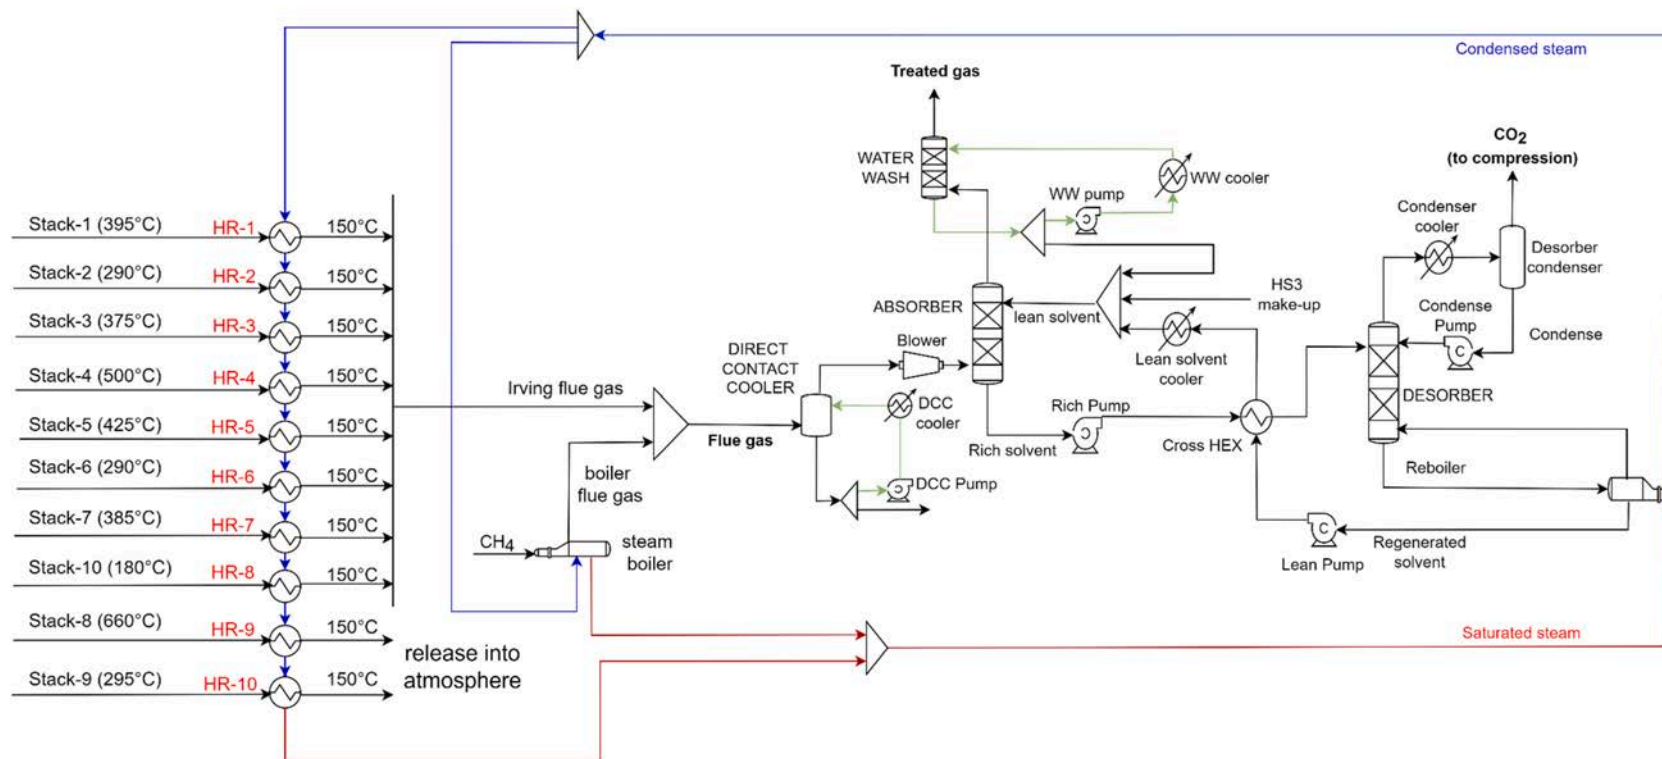 Condensed steam
Treated gas
CO2
(to compression)
WATER
WASH
WW cooler
WW pump
Condenser
cooler
Desorber
condenser
Stack-1 (395°C)
HR-1
150°C
Stack-2 (290°C)
HR-2
150°C
Stack-3 (375°C)
HR-3
150°C
Stack-4 (500°C)
HR-4
150°C
Stack-5 (425°C)
HR-5
150°C
Stack-6 (290°C)
HR-6
150°C
Stack-7 (385°C)
HR-7
150°C
Stack-10 (180°C)
HR-8
150°C
Stack-8 (660°C)
HR-9
150°C
Stack-9 (295°C)
HR-10
150°C
release into
atmosphere
Irving flue gas
boiler
flue gas
CH4
steam
boiler
Flue gas
DIRECT
CONTACT
COOLER
Blower
DCC
cooler
DCC Pump
ABSORBER
lean solvent
HS3
make-up
Lean solvent
cooler
Rich Pump
Rich solvent
Cross HEX
Condense
Pump
C
Condense
DESORBER
Reboiler
C
Lean Pump
Regenerated
solvent
C
C
C
Saturated steam